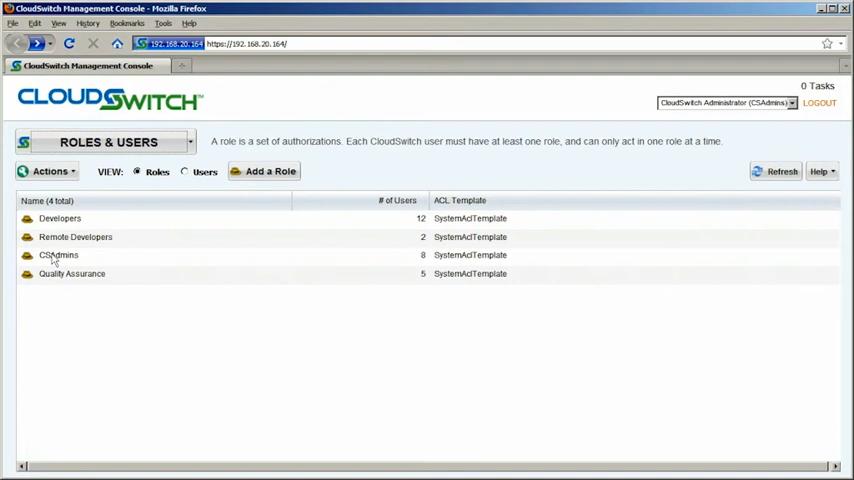 CloudSwitch Management Console - Mozilla Firefox
File Edit View History Bookmarks Tools Help
192.168.20.164 https://192.168.20.164/
CloudSwitch Management Console
0 Tasks
CLOUDSWITCH™
CloudSwitch Administrator (CSAdmins) LOGOUT
ROLES & USERS A role is a set of authorizations. Each CloudSwitch user must have at least one role, and can only act in one role at a time.
Actions VIEW: Roles Users Add a Role Refresh Help
Name (4 total) # of Users ACL Template
Developers 12 SystemAclTemplate
Remote Developers 2 SystemAclTemplate
CSAdmins 8 SystemAclTemplate
Quality Assurance 5 SystemAclTemplate